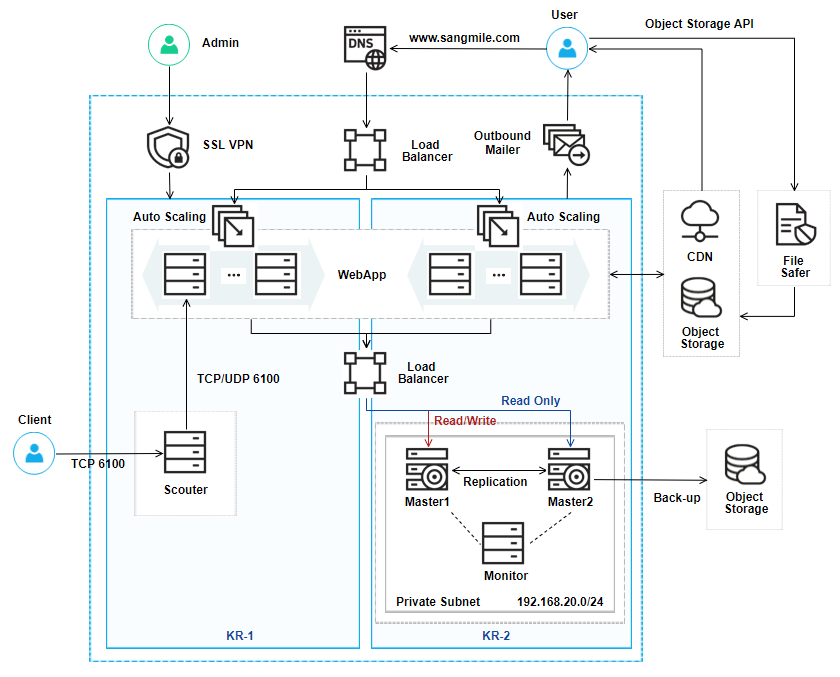 User
Object Storage API
Admin
DNS
www.sangmile.com
SSL VPN
Load
Balancer
Outbound
Mailer
Auto Scaling
Auto Scaling
WebApp
CDN
Object
Storage
File
Safer
TCP/UDP 6100
Load
Balancer
Read Only
Read/Write
Client
TCP 6100
Scouter
Master1
Replication
Master2
Back-up
Object
Storage
Monitor
Private Subnet
192.168.20.0/24
KR-1
KR-2